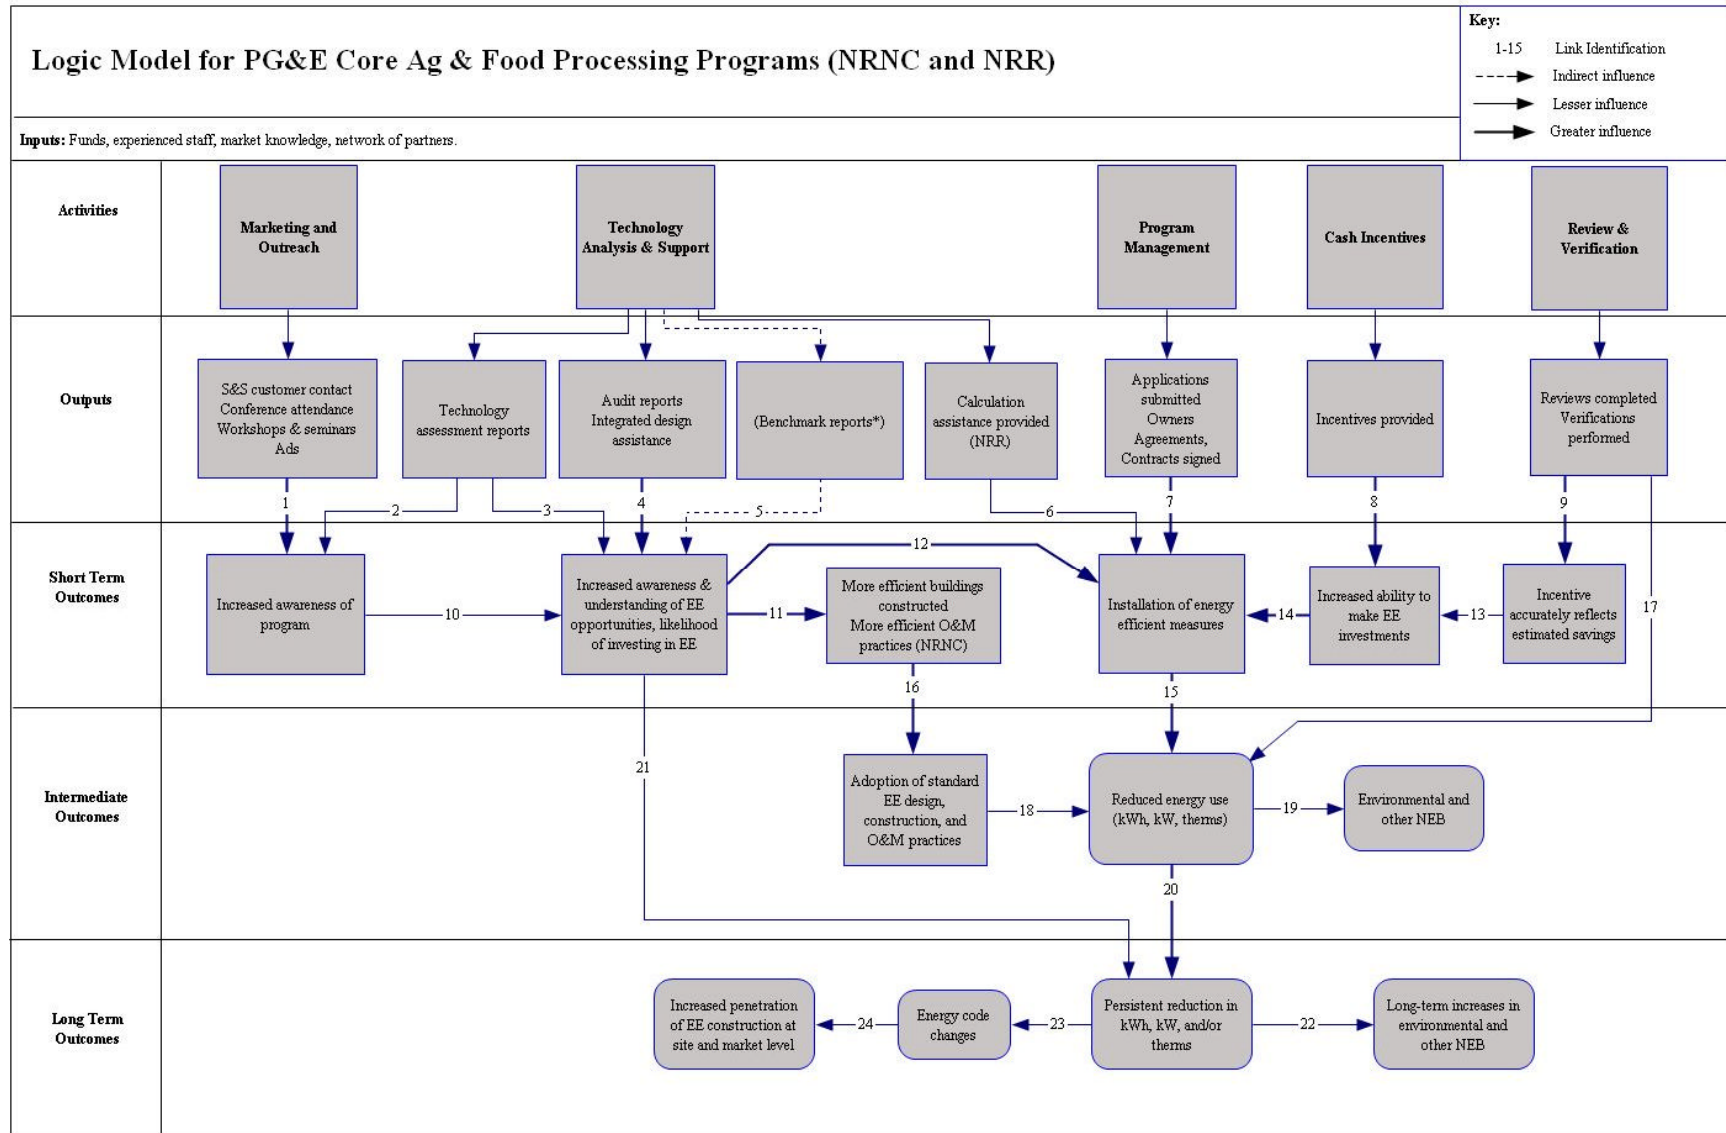 Logic Model for PG&E Core Ag & Food Processing Programs (NRNC and NRR)
Key:
1-15 Link Identification
Indirect influence
Lesser influence
Greater influence
Inputs: Funds, experienced staff, market knowledge, network of partners.
Activities
Marketing and
Outreach
Technology
Analysis & Support
Program
Management
Cash Incentives
Review &
Verification
Outputs
S&S customer contact
Conference attendance
Workshops & seminars
Ads
Technology
assessment reports
Audit reports
Integrated design
assistance
(Benchmark reports*)
Calculation
assistance provided
(NRR)
Applications
submitted
Owners
Agreements,
Contracts signed
Incentives provided
Reviews completed
Verifications
performed
1
2
3
4
5
6
7
8
9
Short Term
Outcomes
Increased awareness of
program
10
Increased awareness &
understanding of EE
opportunities, likelihood
of investing in EE
12
11
More efficient buildings
constructed
More efficient O&M
practices (NRNC)
Installation of energy
efficient measures
14
Increased ability to
make EE
investments
13
Incentive
accurately reflects
estimated savings
17
16
15
Intermediate
Outcomes
21
Adoption of standard
EE design,
construction, and
O&M practices
18
Reduced energy use
(kWh, kW, therms)
19
Environmental and
other NEB
20
Long Term
Outcomes
Increased penetration
of EE construction at
site and market level
24
Energy code
changes
23
Persistent reduction in
kWh, kW, and/or
therms
22
Long-term increases in
environmental and
other NEB